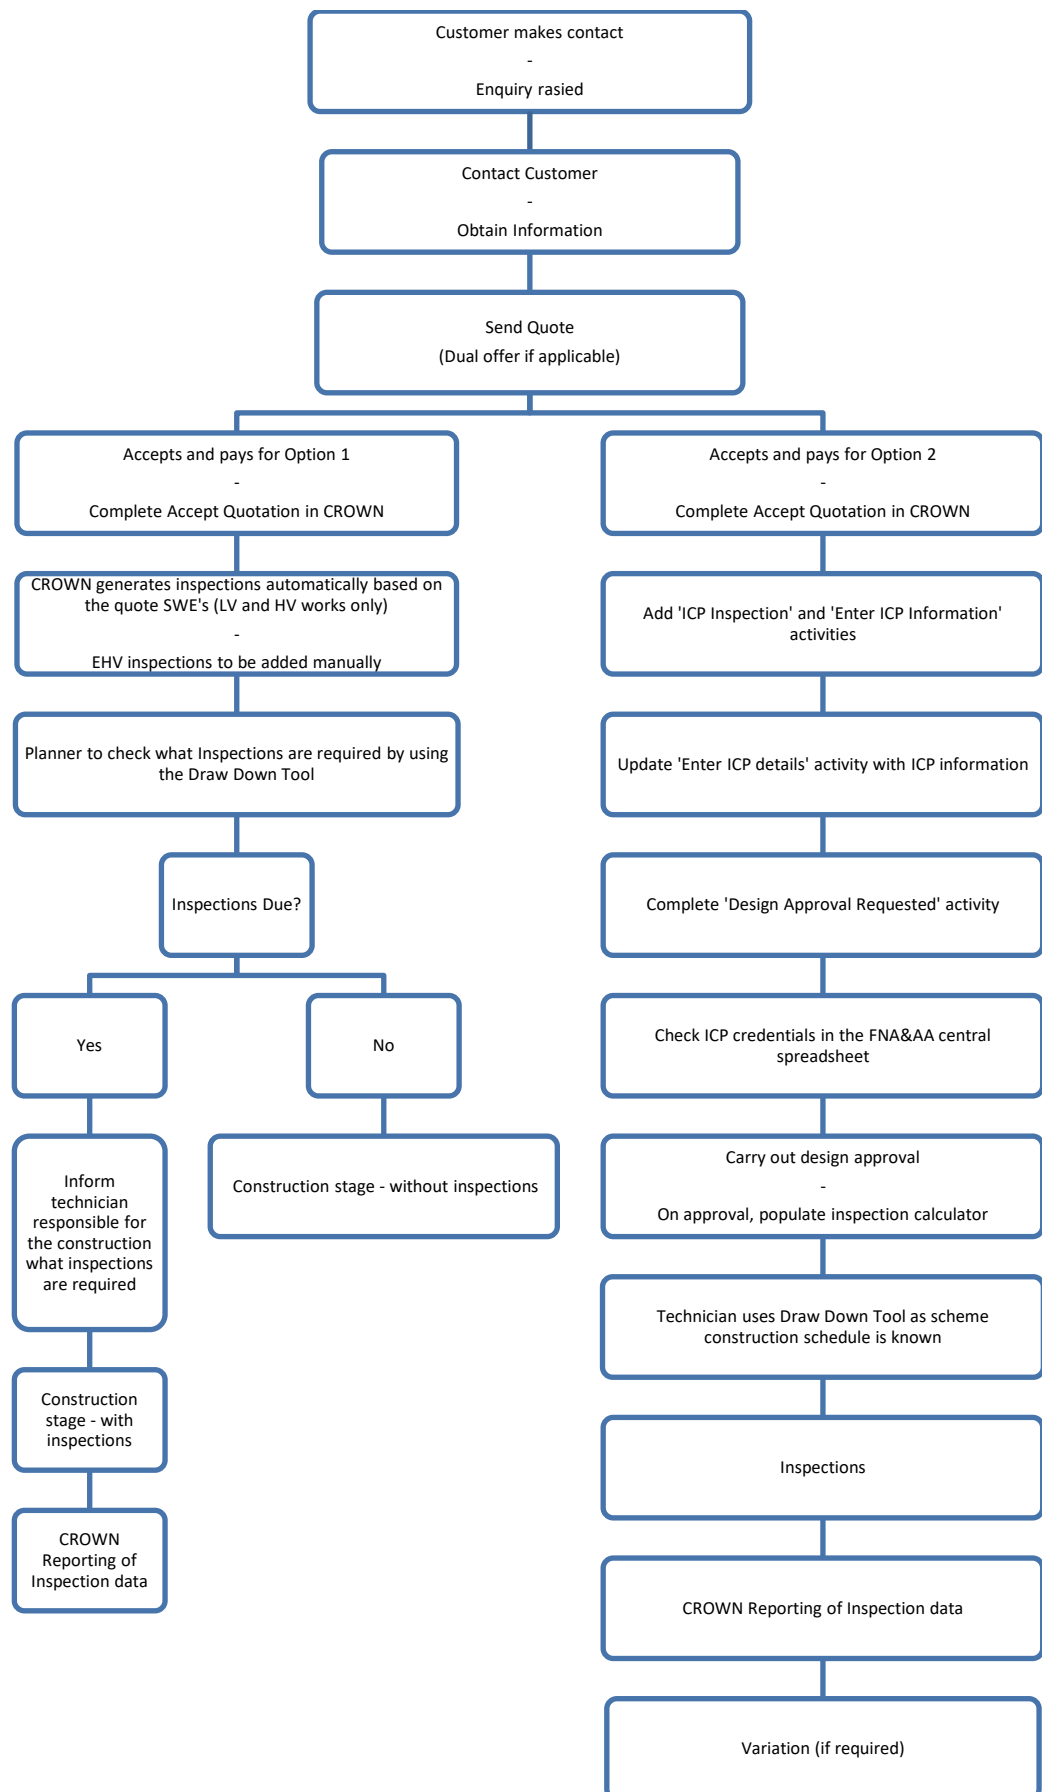 Customer makes contact
-
Enquiry rasied
Contact Customer
-
Obtain Information
Send Quote
(Dual offer if applicable)
Accepts and pays for Option 1
-
Complete Accept Quotation in CROWN
CROWN generates inspections automatically based on
the quote SWE's (LV and HV works only)
-
EHV inspections to be added manually
Planner to check what Inspections are required by using
the Draw Down Tool
Inspections Due?
Yes
No
Inform
technician
responsible for
the construction
what inspections
are required
Construction stage - without inspections
Construction
stage - with
inspections
CROWN
Reporting of
Inspection data
Accepts and pays for Option 2
-
Complete Accept Quotation in CROWN
Add 'ICP Inspection' and 'Enter ICP Information'
activities
Update 'Enter ICP details' activity with ICP information
Complete 'Design Approval Requested' activity
Check ICP credentials in the FNA&AA central
spreadsheet
Carry out design approval
-
On approval, populate inspection calculator
Technician uses Draw Down Tool as scheme
construction schedule is known
Inspections
CROWN Reporting of Inspection data
Variation (if required)